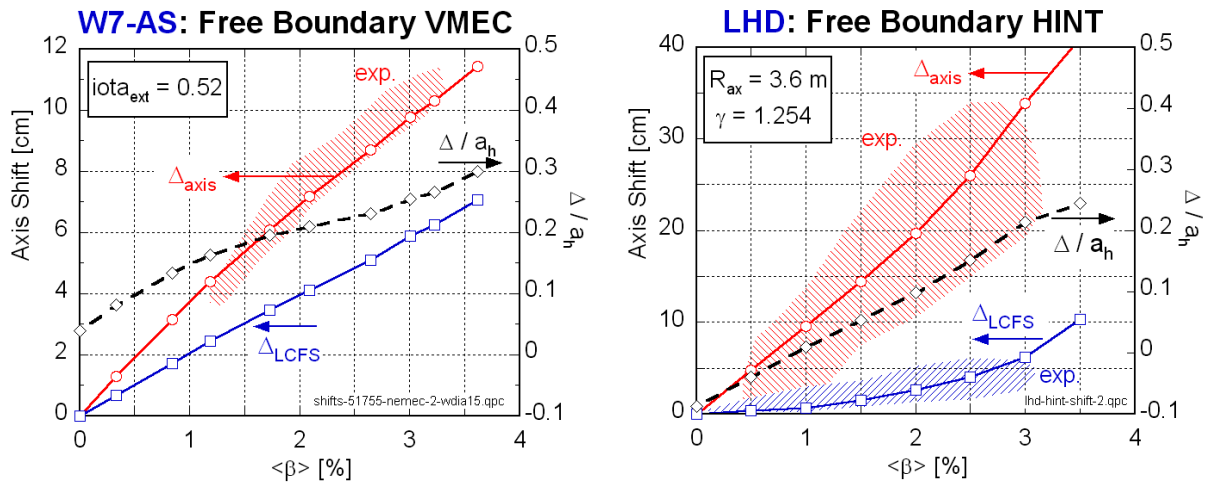 W7-AS: Free Boundary VMEC
12
10
8
6
4
2
0
Axis Shift [cm]
iota_ext = 0.52
exp.
Δ / a_h
Δ_axis
Δ_LCFS
shifts-51755-nemec-2-wdia15.qpc
0.5
0.4
0.3
0.2
0.1
0
-0.1
Δ / a_h
0 1 2 3 4
<β> [%]
LHD: Free Boundary HINT
40
30
20
10
0
Axis Shift [cm]
R_ax = 3.6 m
γ = 1.254
Δ_axis
exp.
Δ / a_h
Δ_LCFS
exp.
lhd-hint-shift-2.qpc
0.5
0.4
0.3
0.2
0.1
0
-0.1
Δ / a_h
0 1 2 3 4
<β> [%]